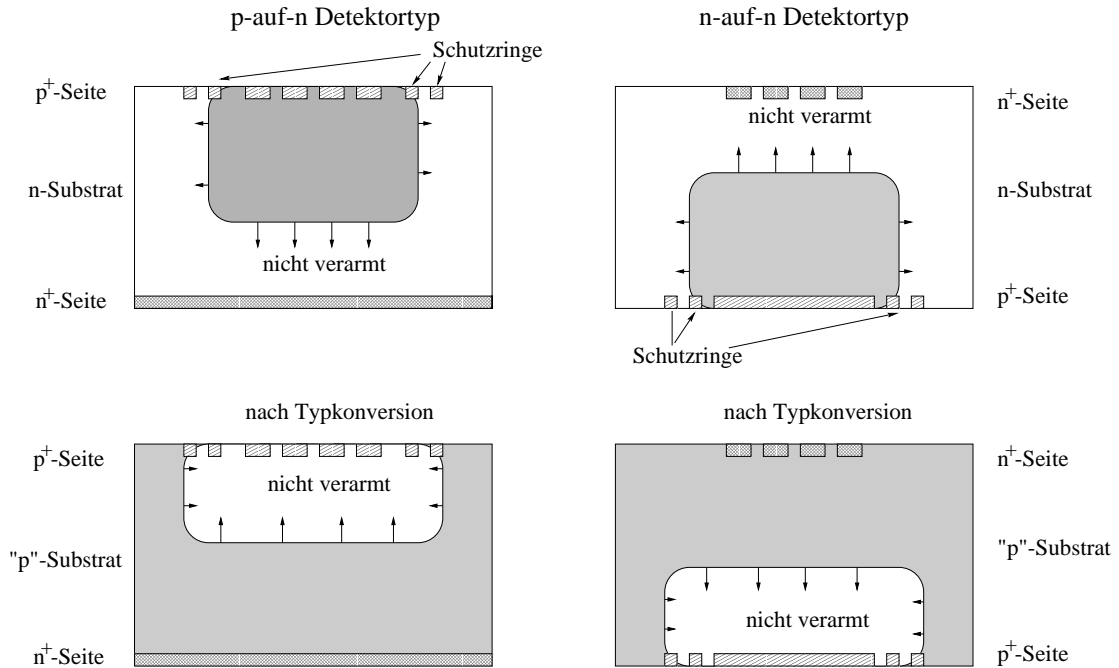 p-auf-n Detektortyp
n-auf-n Detektortyp
Schutzringe
p+-Seite
n-Substrat
nicht verarmt
n+-Seite
n+-Seite
nicht verarmt
n-Substrat
p+-Seite
Schutzringe
nach Typkonversion
nach Typkonversion
p+-Seite
nicht verarmt
"p"-Substrat
n+-Seite
n+-Seite
"p"-Substrat
nicht verarmt
p+-Seite